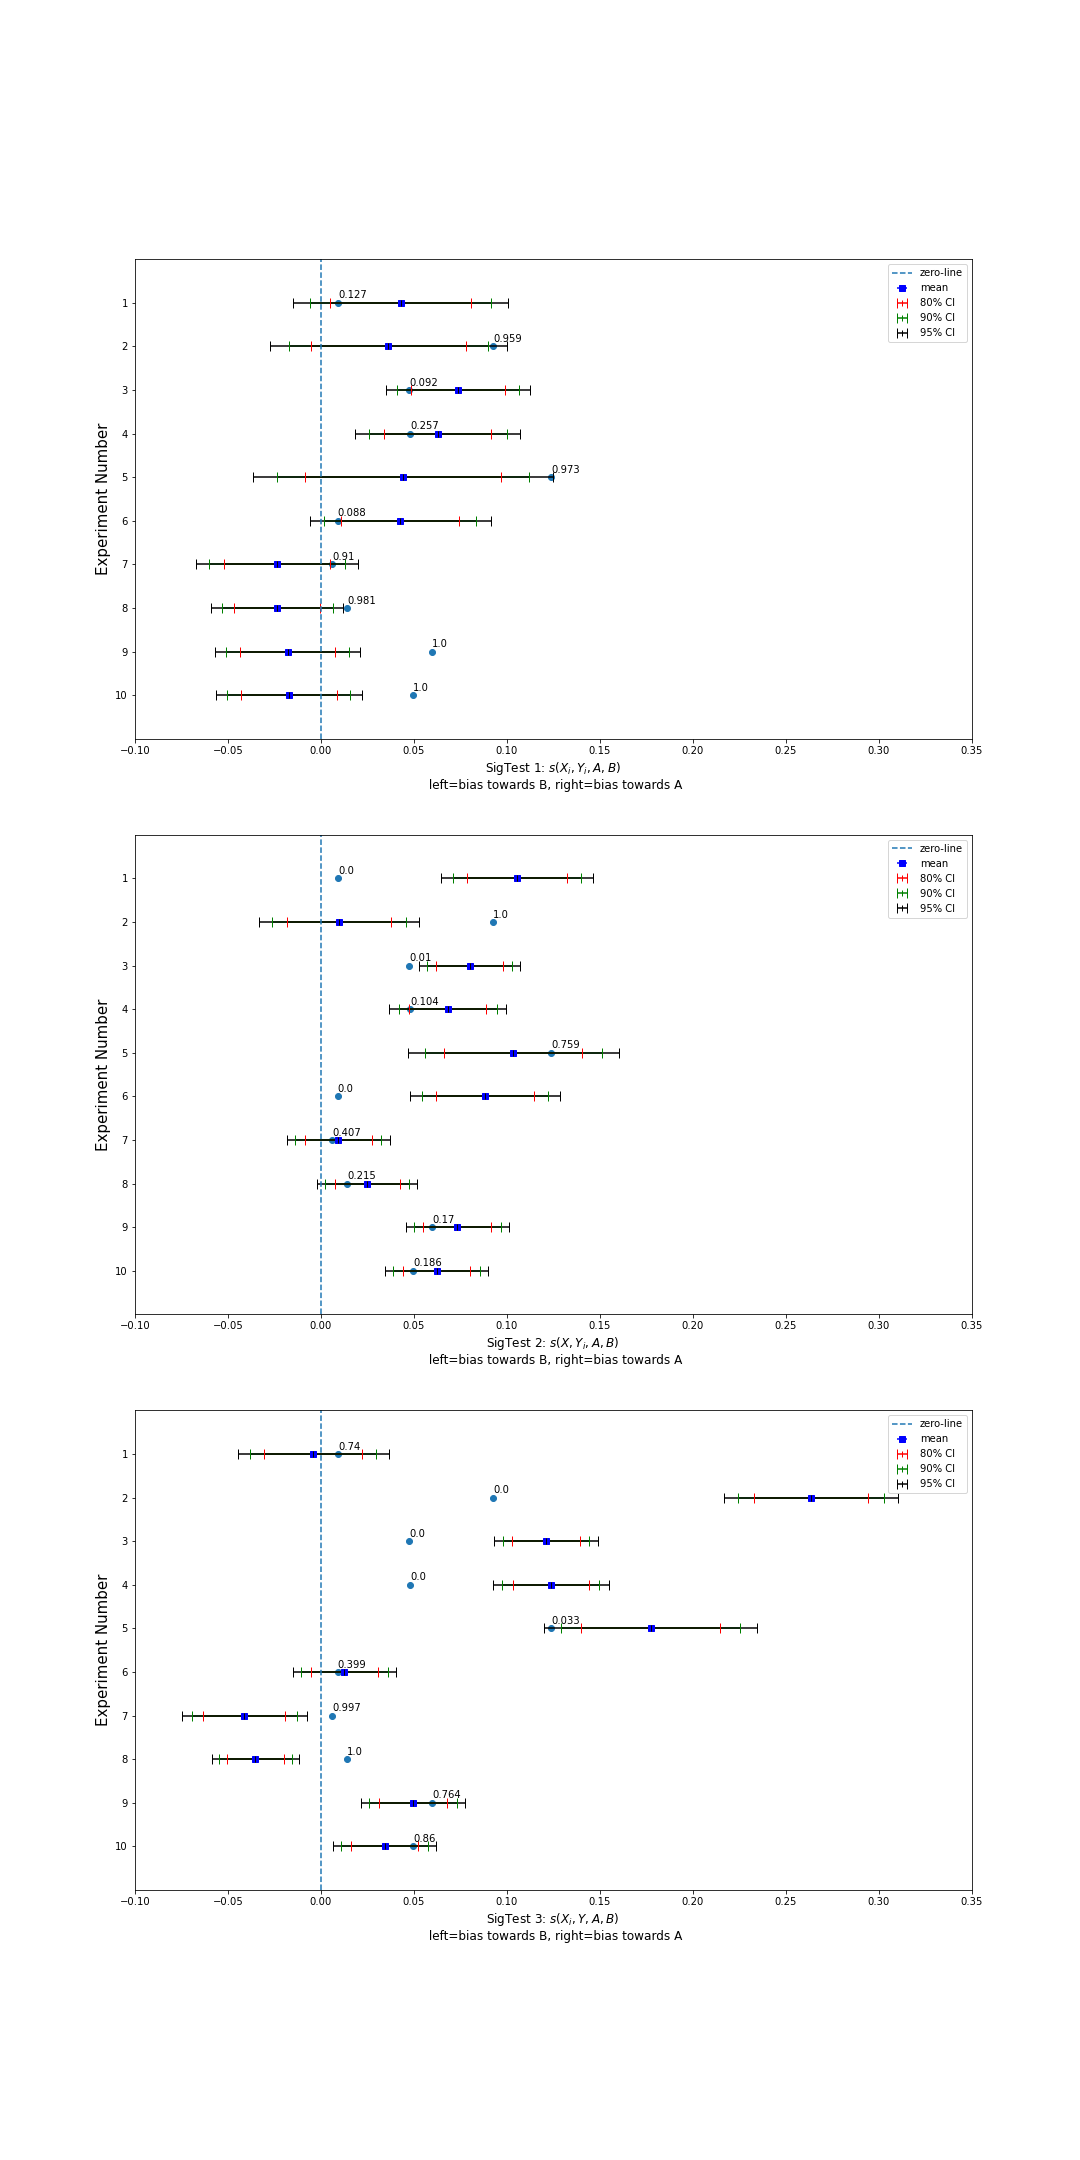 zero-line
mean
80% CI
90% CI
95% CI
1
0.127
2
0.959
3
0.092
4
0.257
5
0.973
6
0.088
7
0.91
8
0.981
9
1.0
10
1.0
Experiment Number
−0.10 −0.05 0.00 0.05 0.10 0.15 0.20 0.25 0.30 0.35
SigTest 1: s(Xᵢ, Yᵢ, A, B)
left=bias towards B, right=bias towards A
zero-line
mean
80% CI
90% CI
95% CI
1
0.0
2
1.0
3
0.01
4
0.104
5
0.759
6
0.0
7
0.407
8
0.215
9
0.17
10
0.186
Experiment Number
−0.10 −0.05 0.00 0.05 0.10 0.15 0.20 0.25 0.30 0.35
SigTest 2: s(X, Yᵢ, A, B)
left=bias towards B, right=bias towards A
zero-line
mean
80% CI
90% CI
95% CI
1
0.74
2
0.0
3
0.0
4
0.0
5
0.033
6
0.399
7
0.997
8
1.0
9
0.764
10
0.86
Experiment Number
−0.10 −0.05 0.00 0.05 0.10 0.15 0.20 0.25 0.30 0.35
SigTest 3: s(Xᵢ, Y, A, B)
left=bias towards B, right=bias towards A